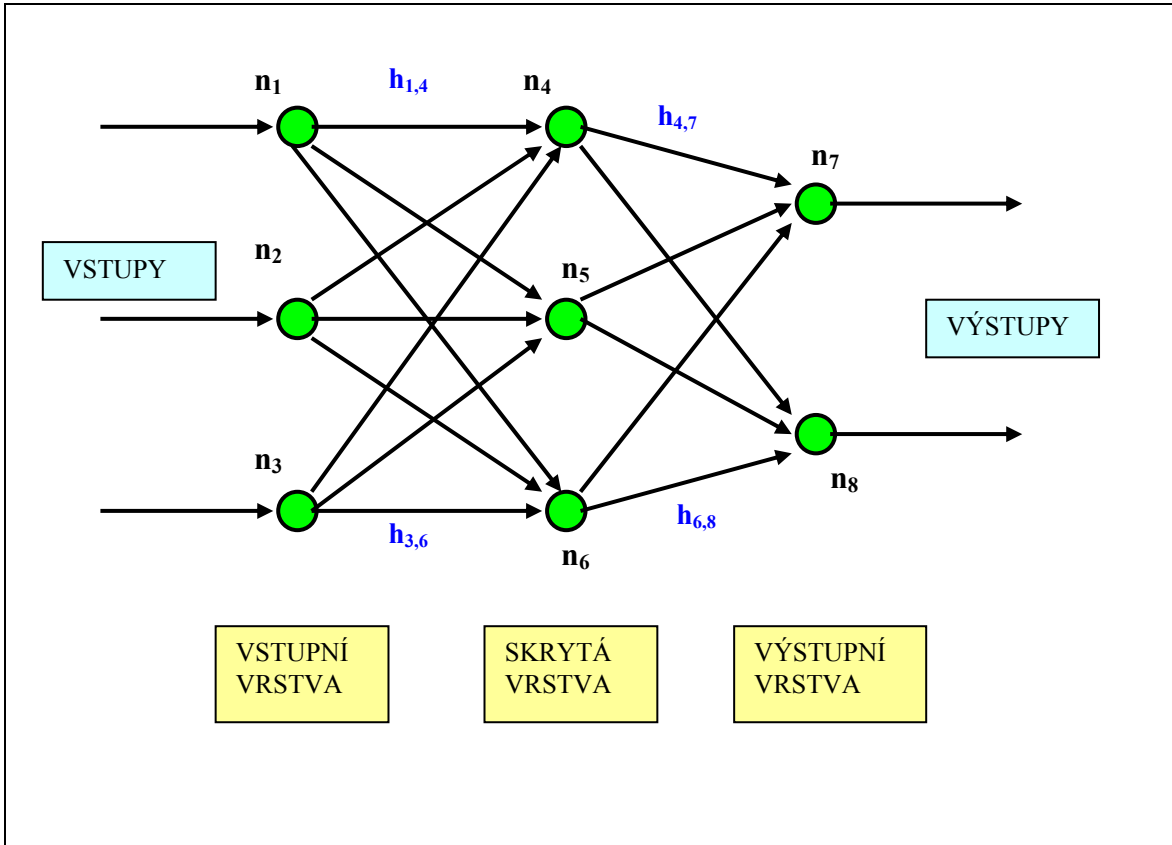 n1
h1,4
n4
h4,7
n7
n2
VSTUPY
n5
VÝSTUPY
n3
n8
h3,6
h6,8
n6
VSTUPNÍ
VRSTVA
SKRYTÁ
VRSTVA
VÝSTUPNÍ
VRSTVA